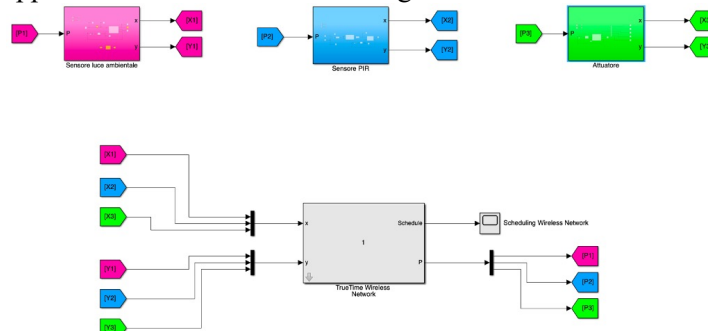 [X1]
[P1]
P
x
y
[Y1]
Sensore luce ambientale
[X2]
[P2]
P
x
y
[Y2]
Sensore PIR
[P3]
P
x
y
Attuatore
[X1]
[X2]
[X3]
x
Schedule
Scheduling Wireless Network
1
[Y1]
[Y2]
[Y3]
y
P
[P1]
[P2]
[P3]
TrueTime Wireless
Network